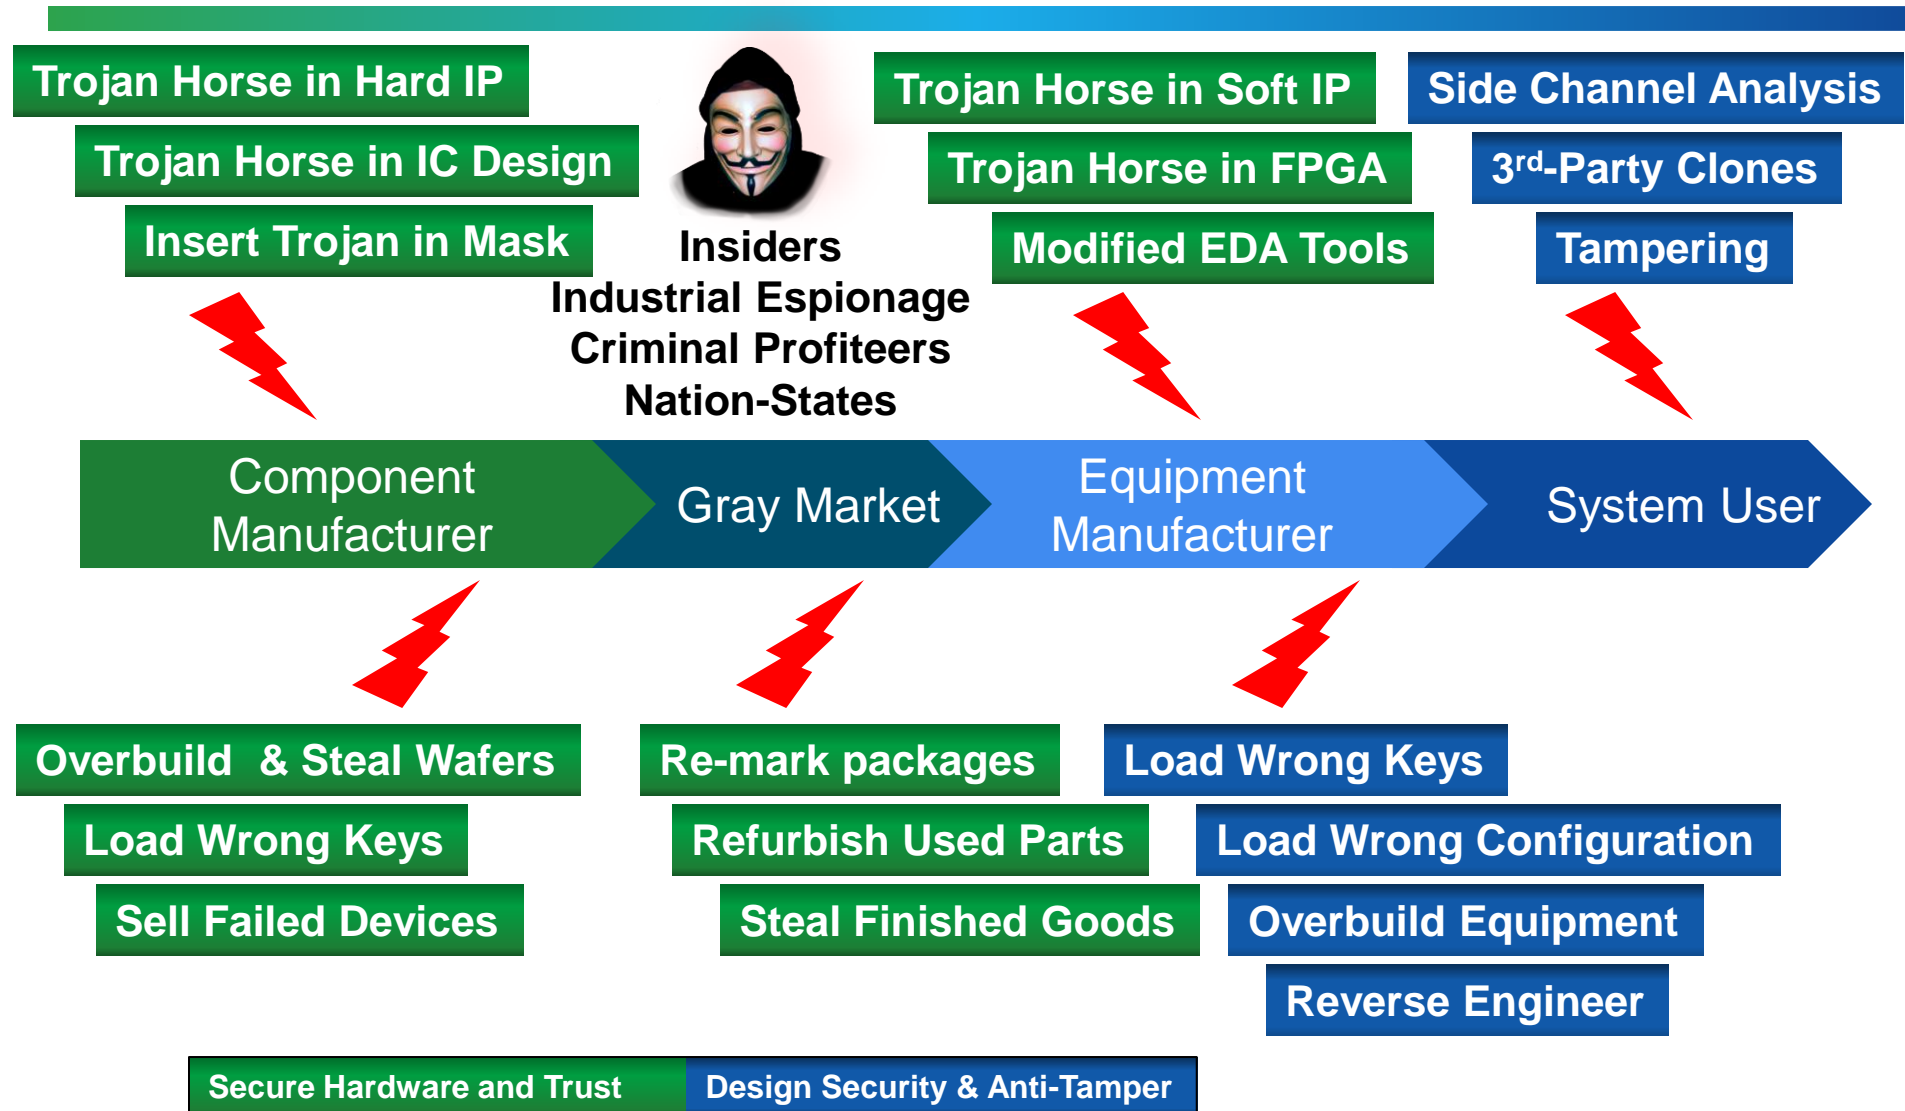 Trojan Horse in Hard IP
Trojan Horse in IC Design
Insert Trojan in Mask
Insiders
Industrial Espionage
Criminal Profiteers
Nation-States
Trojan Horse in Soft IP
Trojan Horse in FPGA
Modified EDA Tools
Side Channel Analysis
3rd-Party Clones
Tampering
Component
Manufacturer
Gray Market
Equipment
Manufacturer
System User
Overbuild & Steal Wafers
Load Wrong Keys
Sell Failed Devices
Re-mark packages
Refurbish Used Parts
Steal Finished Goods
Load Wrong Keys
Load Wrong Configuration
Overbuild Equipment
Reverse Engineer
Secure Hardware and Trust
Design Security & Anti-Tamper